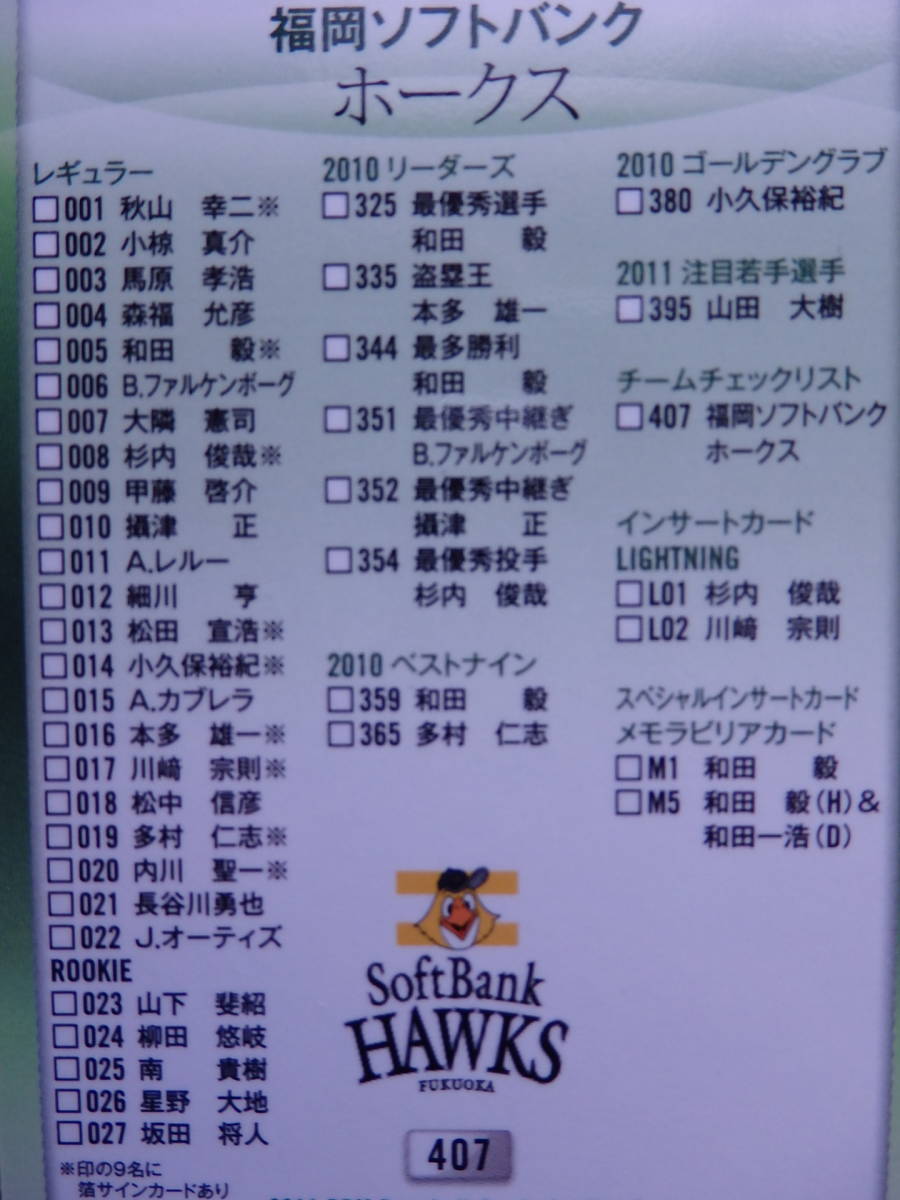 福岡ソフトバンク
ホークス
レギュラー
□001 秋山 幸二※
□002 小椋 真介
□003 馬原 孝浩
□004 森福 允彦
□005 和田 毅※
□006 B.ファルケンボーグ
□007 大隣 憲司
□008 杉内 俊哉※
□009 甲藤 啓介
□010 攝津 正
□011 A.レルー
□012 細川 亨
□013 松田 宣浩※
□014 小久保裕紀※
□015 A.カブレラ
□016 本多 雄一※
□017 川﨑 宗則※
□018 松中 信彦
□019 多村 仁志※
□020 内川 聖一※
□021 長谷川勇也
□022 J.オーティズ
ROOKIE
□023 山下 斐紹
□024 柳田 悠岐
□025 南 貴樹
□026 星野 大地
□027 坂田 将人
※印の9名に
箔サインカードあり
2010 リーダーズ
□325 最優秀選手
和田 毅
□335 盗塁王
本多 雄一
□344 最多勝利
和田 毅
□351 最優秀中継ぎ
B.ファルケンボーグ
□352 最優秀中継ぎ
攝津 正
□354 最優秀投手
杉内 俊哉
2010 ベストナイン
□359 和田 毅
□365 多村 仁志
2010 ゴールデングラブ
□380 小久保裕紀
2011 注目若手選手
□395 山田 大樹
チームチェックリスト
□407 福岡ソフトバンク
ホークス
インサートカード
LIGHTNING
□L01 杉内 俊哉
□L02 川﨑 宗則
スペシャルインサートカード
メモラビリアカード
□M1 和田 毅
□M5 和田 毅(H)&
和田一浩(D)
SoftBank
HAWKS
FUKUOKA
407